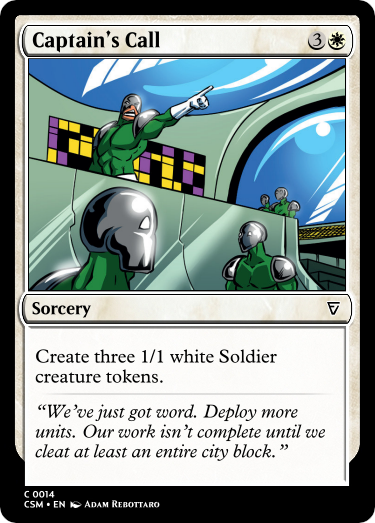 Captain's Call 3
Sorcery
Create three 1/1 white Soldier
creature tokens.
“We've just got word. Deploy more
units. Our work isn't complete until we
cleat at least an entire city block.”
C 0014
CSM • EN Adam Rebottaro